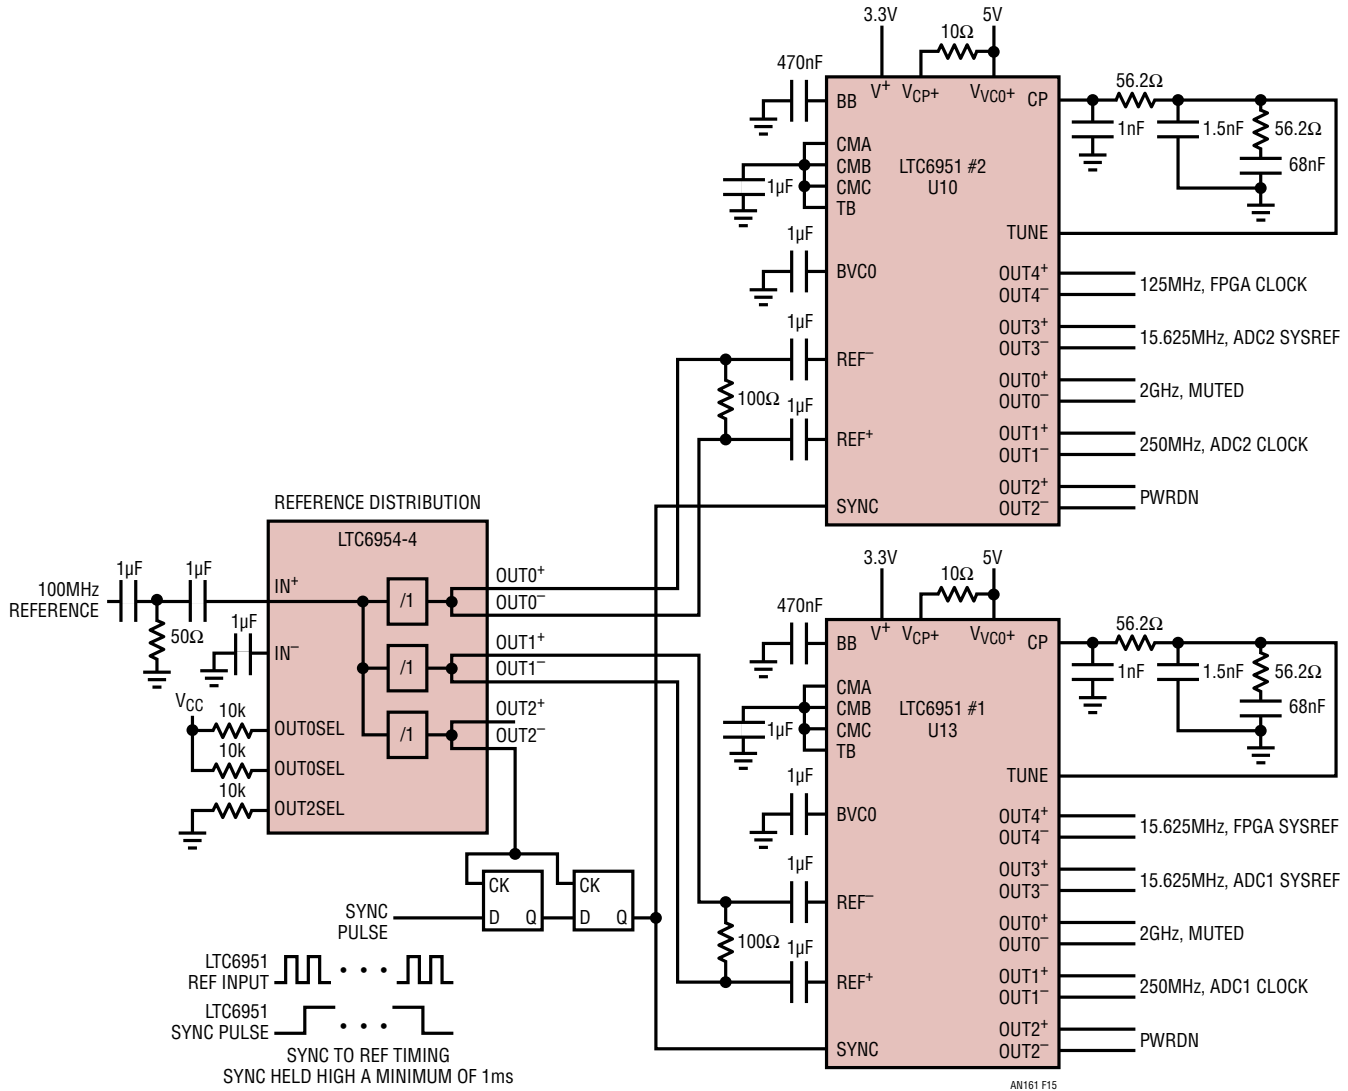 3.3V
5V
10Ω
470nF
V+
VCP+
VVC0+
BB
CP
56.2Ω
1nF
1.5nF
56.2Ω
68nF
CMA
CMB
CMC
TB
1µF
LTC6951 #2
U10
TUNE
1µF
BVC0
OUT4+
OUT4–
125MHz, FPGA CLOCK
OUT3+
OUT3–
15.625MHz, ADC2 SYSREF
1µF
REF–
100Ω
1µF
REF+
OUT0+
OUT0–
2GHz, MUTED
OUT1+
OUT1–
250MHz, ADC2 CLOCK
SYNC
OUT2+
OUT2–
PWRDN
REFERENCE DISTRIBUTION
LTC6954-4
100MHz
REFERENCE
1µF
1µF
50Ω
1µF
IN+
IN–
/1
/1
/1
OUT0+
OUT0–
OUT1+
OUT1–
OUT2+
OUT2–
VCC
10k
OUT0SEL
10k
OUT0SEL
10k
OUT2SEL
CK
D
Q
CK
D
Q
SYNC
PULSE
LTC6951
REF INPUT
LTC6951
SYNC PULSE
SYNC TO REF TIMING
SYNC HELD HIGH A MINIMUM OF 1ms
3.3V
5V
10Ω
470nF
V+
VCP+
VVC0+
BB
CP
56.2Ω
1nF
1.5nF
56.2Ω
68nF
CMA
CMB
CMC
TB
1µF
LTC6951 #1
U13
TUNE
1µF
BVC0
OUT4+
OUT4–
15.625MHz, FPGA SYSREF
OUT3+
OUT3–
15.625MHz, ADC1 SYSREF
1µF
REF–
100Ω
1µF
REF+
OUT0+
OUT0–
2GHz, MUTED
OUT1+
OUT1–
250MHz, ADC1 CLOCK
SYNC
OUT2+
OUT2–
PWRDN
AN161 F15